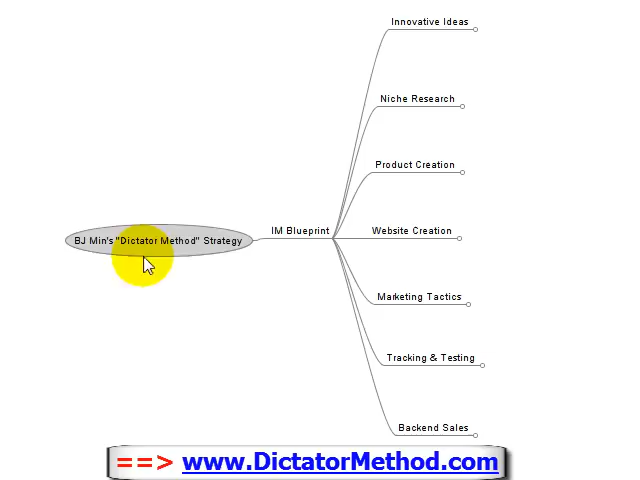 Innovative Ideas
Niche Research
Product Creation
BJ Min's "Dictator Method" Strategy
IM Blueprint
Website Creation
Marketing Tactics
Tracking & Testing
Backend Sales
==> www.DictatorMethod.com